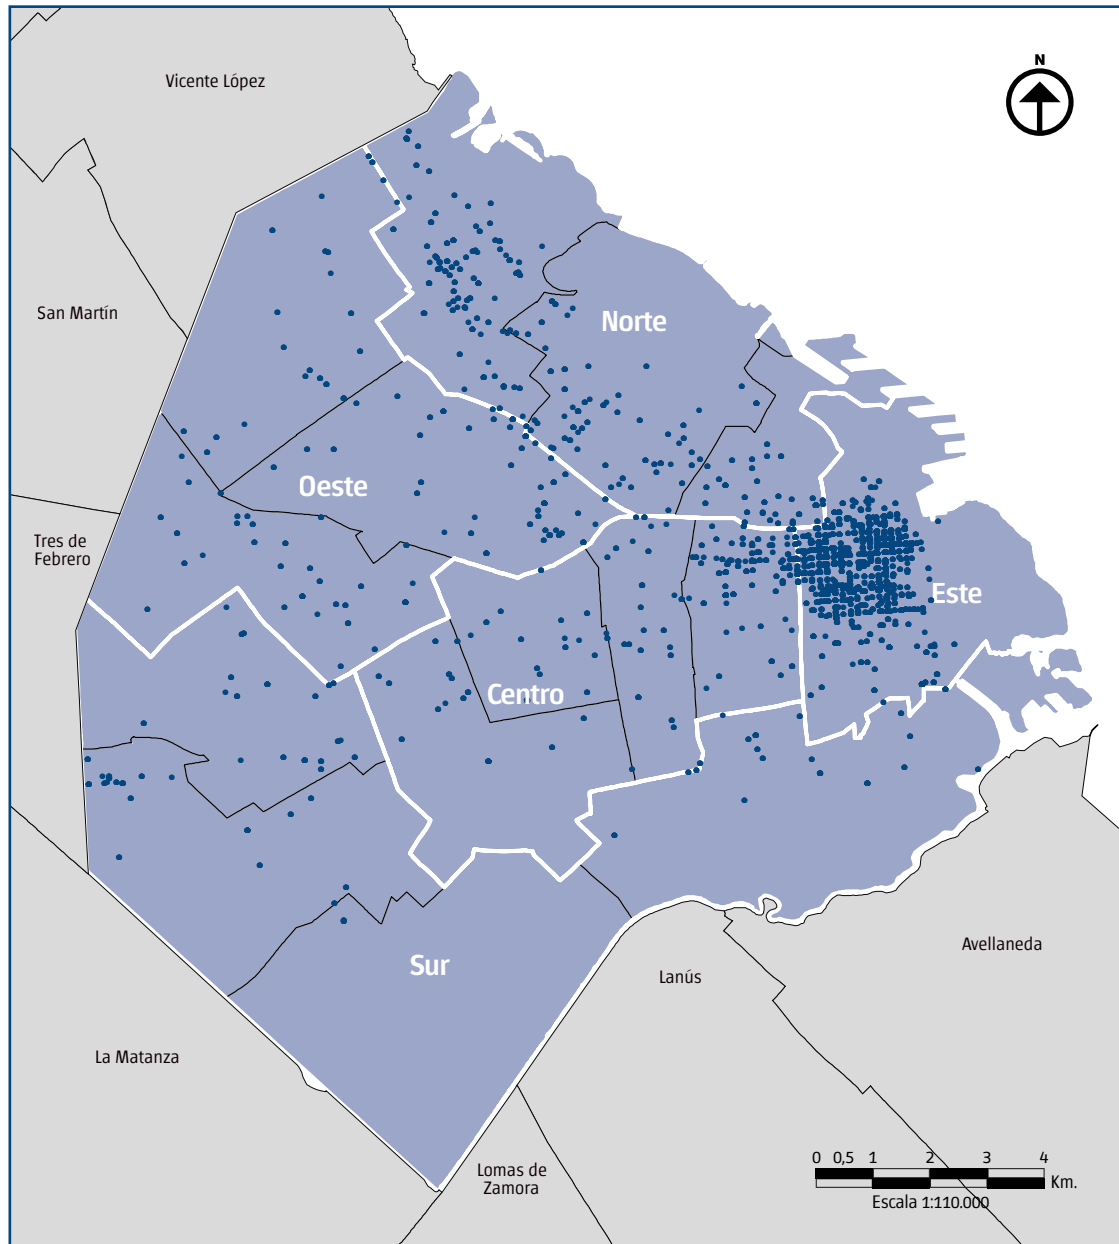 Vicente López
N
San Martín
Norte
Oeste
Tres de
Febrero
Este
Centro
Sur
Avellaneda
Lanús
La Matanza
0 0,5 1 2 3 4
Km.
Escala 1:110.000
Lomas de
Zamora